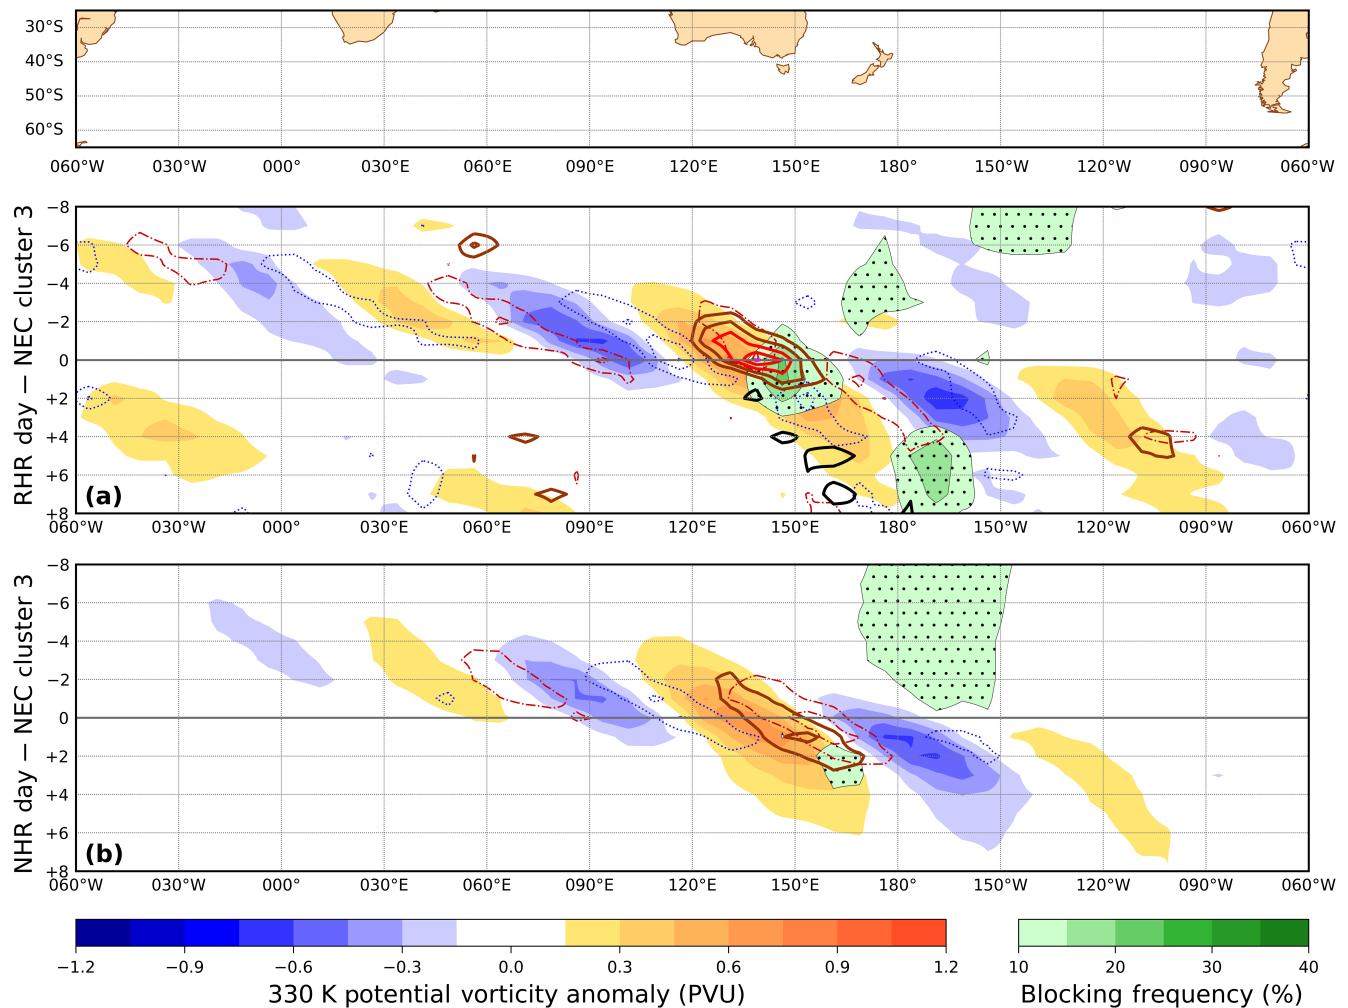 30°S
40°S
50°S
60°S
060°W 030°W 000° 030°E 060°E 090°E 120°E 150°E 180° 150°W 120°W 090°W 060°W
RHR day — NEC cluster 3
−8
−6
−4
−2
0
+2
+4
+6
+8
(a)
060°W 030°W 000° 030°E 060°E 090°E 120°E 150°E 180° 150°W 120°W 090°W 060°W
NHR day — NEC cluster 3
−8
−6
−4
−2
0
+2
+4
+6
+8
(b)
060°W 030°W 000° 030°E 060°E 090°E 120°E 150°E 180° 150°W 120°W 090°W 060°W
−1.2 −0.9 −0.6 −0.3 0.0 0.3 0.6 0.9 1.2
330 K potential vorticity anomaly (PVU)
10 20 30 40
Blocking frequency (%)